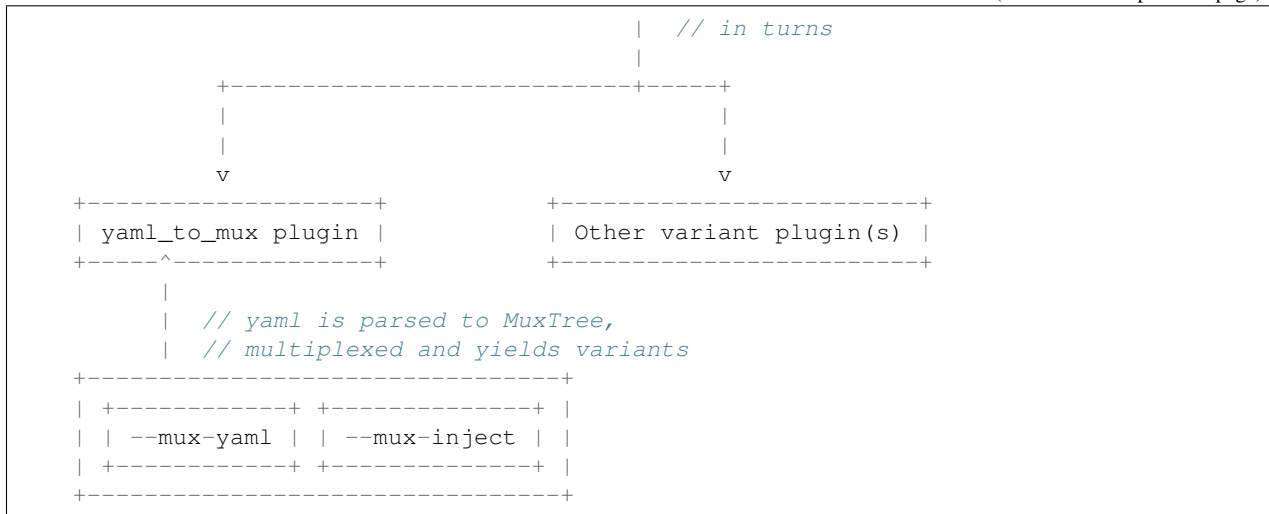 // in turns
v v
yaml_to_mux plugin Other variant plugin(s)
^
// yaml is parsed to MuxTree,
// multiplexed and yields variants
--mux-yaml --mux-inject